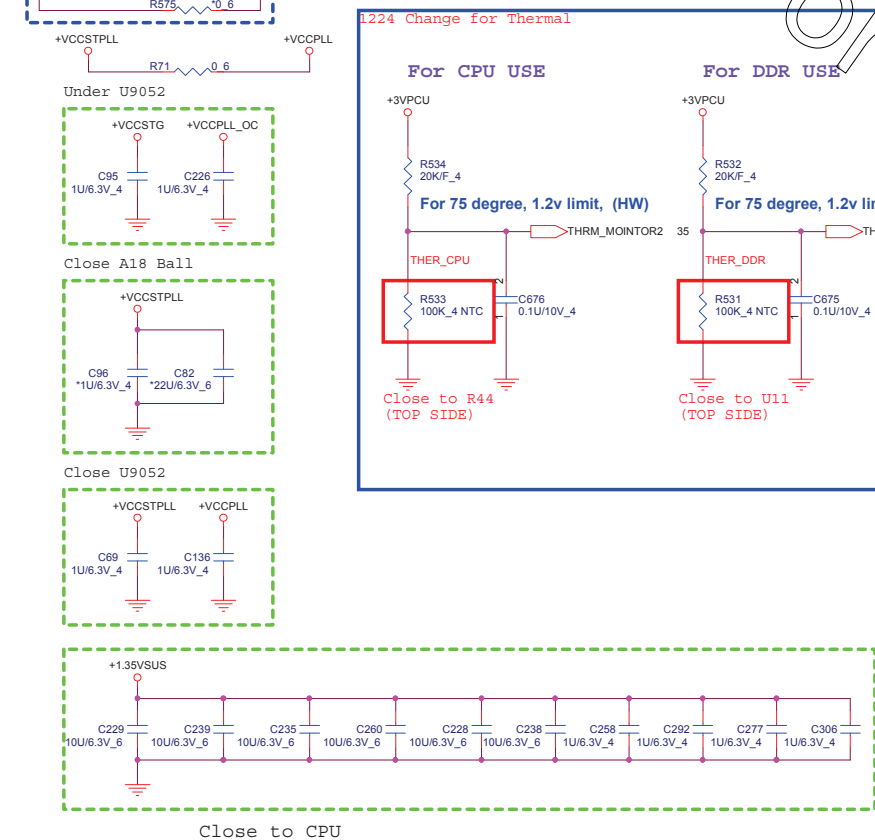 R575 *0_6
+VCCSTPLL +VCCPLL
R71 0_6
Under U9052
+VCCSTG +VCCPLL_OC
C95
1U/6.3V_4
C226
1U/6.3V_4
Close A18 Ball
+VCCSTPLL
C96
*1U/6.3V_4
C82
*22U/6.3V_6
Close U9052
+VCCSTPLL +VCCPLL
C69
1U/6.3V_4
C136
1U/6.3V_4
1224 Change for Thermal
For CPU USE
+3VPCU
R534
20K/F_4
For 75 degree, 1.2v limit, (HW)
THRM_MOINTOR2 35
THER_CPU
R533
100K_4 NTC
2
1
C676
0.1U/10V_4
Close to R44
(TOP SIDE)
For DDR USE
+3VPCU
R532
20K/F_4
For 75 degree, 1.2v
THER_DDR
R531
100K_4 NTC
2
1
C675
0.1U/10V_4
Close to U11
(TOP SIDE)
+1.35VSUS
C229
10U/6.3V_6
C239
10U/6.3V_6
C235
10U/6.3V_6
C260
10U/6.3V_6
C228
10U/6.3V_6
C238
10U/6.3V_6
C258
1U/6.3V_4
C292
1U/6.3V_4
C277
1U/6.3V_4
C306
1U/6.3V_4
Close to CPU